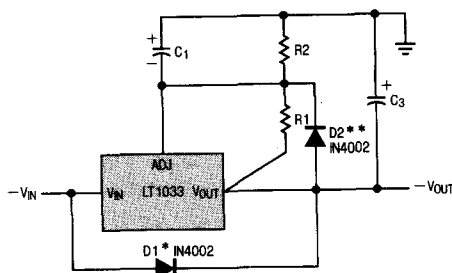 +
R2
−
C1
+
C3
R1
D2**
IN4002
ADJ
−VIN
VIN
LT1033
VOUT
−VOUT
D1* IN4002